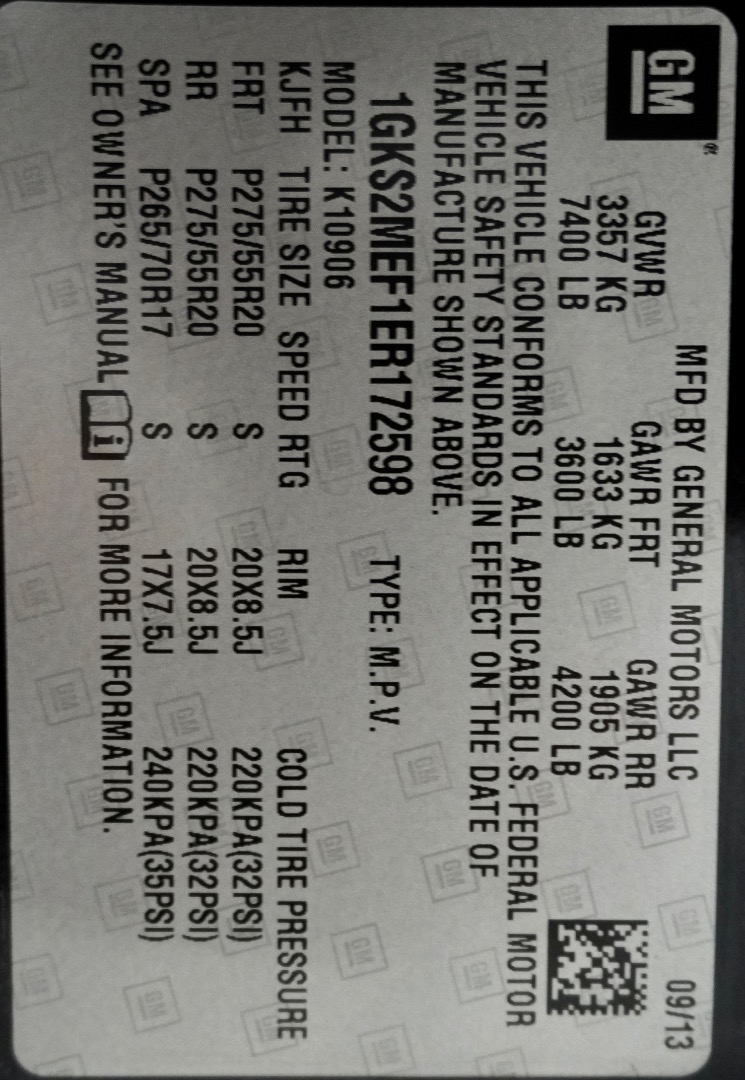 GM
MFD BY GENERAL MOTORS LLC 09/13
GVWR GAWR FRT GAWR RR
3357 KG 1633 KG 1905 KG
7400 LB 3600 LB 4200 LB
THIS VEHICLE CONFORMS TO ALL APPLICABLE U.S. FEDERAL MOTOR
VEHICLE SAFETY STANDARDS IN EFFECT ON THE DATE OF
MANUFACTURE SHOWN ABOVE.
1GKS2MEF1ER172598 TYPE: M.P.V.
MODEL: K10906
KJFH TIRE SIZE SPEED RTG RIM COLD TIRE PRESSURE
FRT P275/55R20 S 20X8.5J 220KPA(32PSI)
RR P275/55R20 S 20X8.5J 220KPA(32PSI)
SPA P265/70R17 S 17X7.5J 240KPA(35PSI)
SEE OWNER'S MANUAL i FOR MORE INFORMATION.